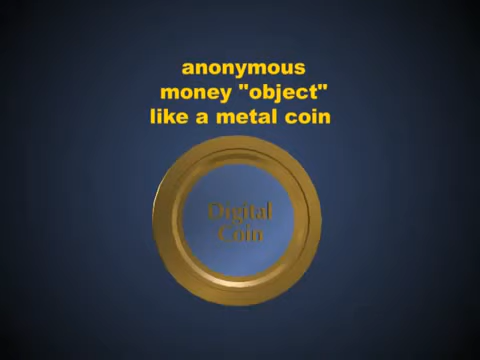 anonymous
money "object"
like a metal coin
Digital
Coin